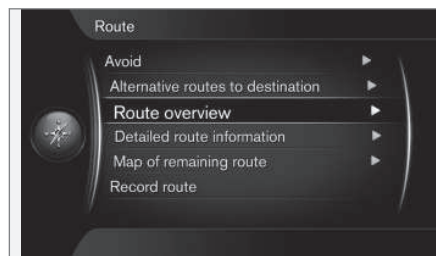 Route
Avoid
Alternative routes to destination
Route overview
Detailed route information
Map of remaining route
Record route